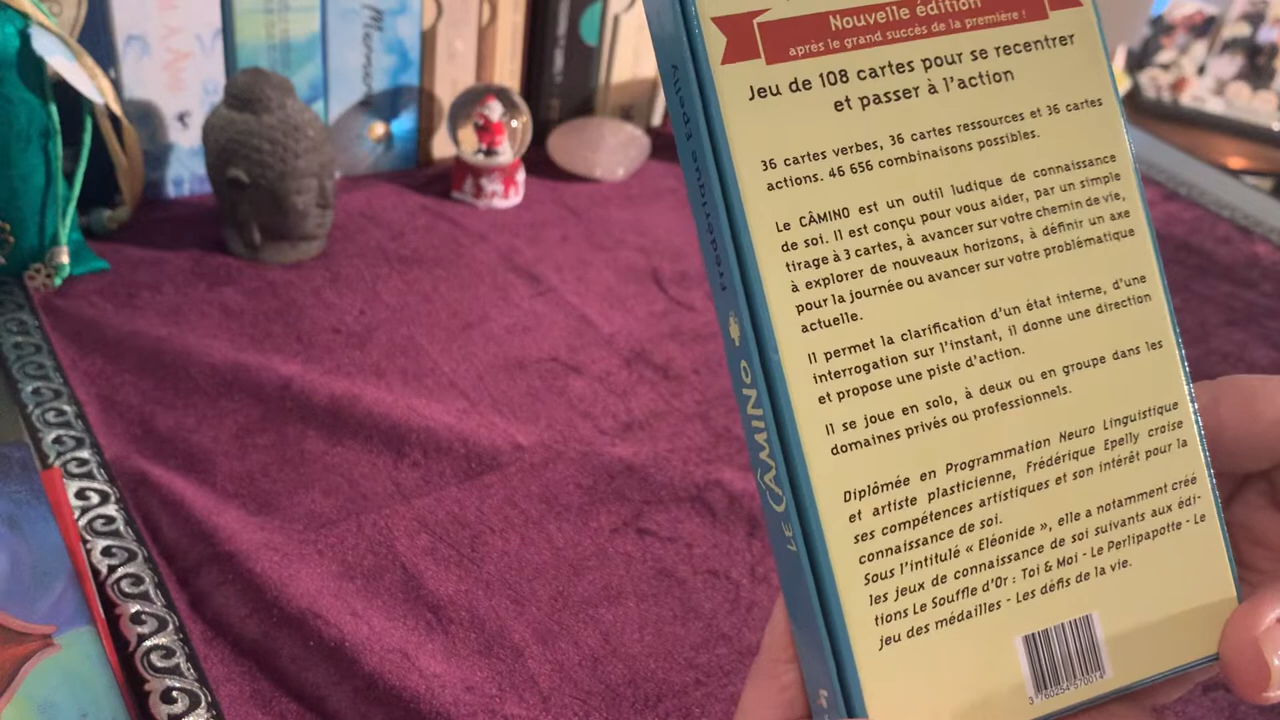 Nouvelle édition
après le grand succès de la première !
Jeu de 108 cartes pour se recentrer
et passer à l'action
36 cartes verbes, 36 cartes ressources et 36 cartes
actions. 46 656 combinaisons possibles.
Le CÂMINO est un outil ludique de connaissance
de soi. Il est conçu pour vous aider, par un simple
tirage à 3 cartes, à avancer sur votre chemin de vie,
à explorer de nouveaux horizons, à définir un axe
pour la journée ou avancer sur votre problématique
actuelle.
Il permet la clarification d'un état interne, d'une
interrogation sur l'instant, il donne une direction
et propose une piste d'action.
Il se joue en solo, à deux ou en groupe dans les
domaines privés ou professionnels.
Diplômée en Programmation Neuro Linguistique
et artiste plasticienne, Frédérique Epelly croise
ses compétences artistiques et son intérêt pour la
connaissance de soi.
Sous l'intitulé « Eléonide », elle a notamment créé
les jeux de connaissance de soi suivants aux édi-
tions Le Souffle d'Or : Toi & Moi - Le Perlipapotte - Le
jeu des médailles - Les défis de la vie.
3 760254 570014
LE CÂMINO
Frédérique Epelly